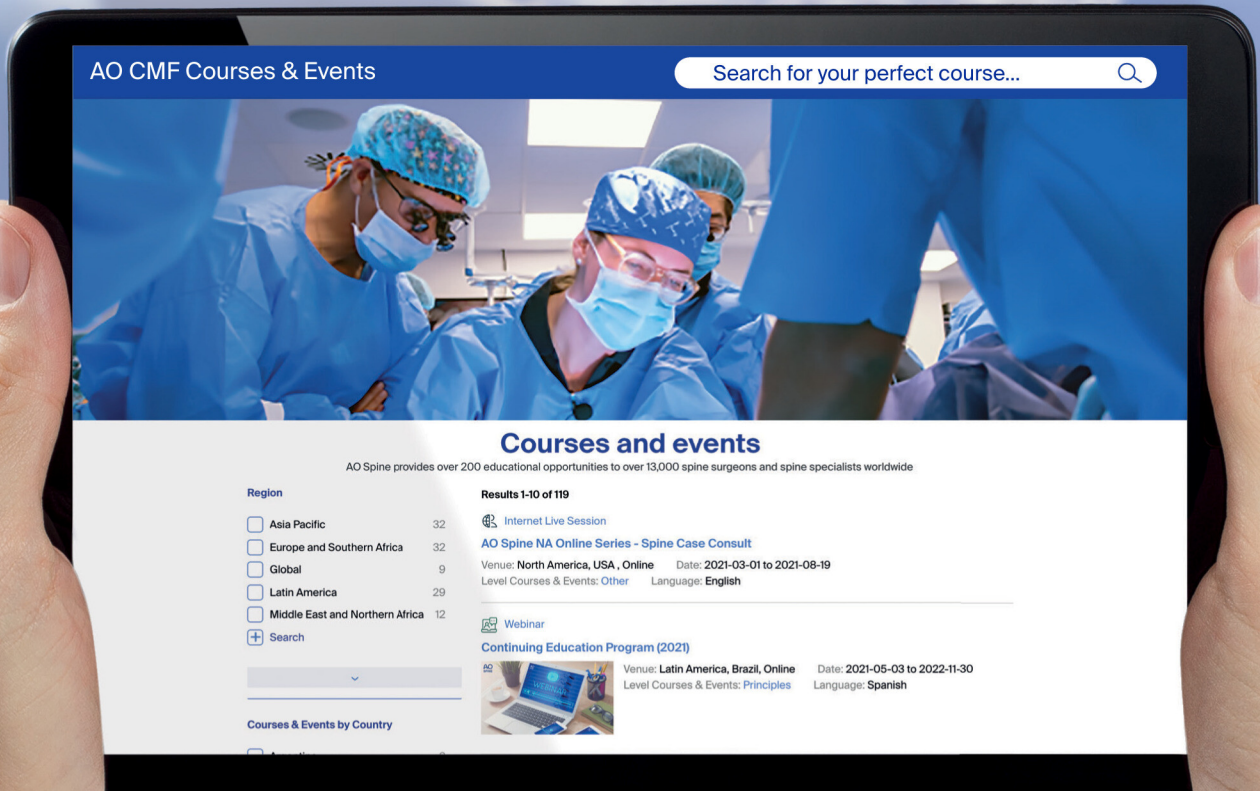 AO CMF Courses & Events
Search for your perfect course...
Courses and events
AO Spine provides over 200 educational opportunities to over 13,000 spine surgeons and spine specialists worldwide
Region
Asia Pacific 32
Europe and Southern Africa 32
Global 9
Latin America 29
Middle East and Northern Africa 12
Search
Courses & Events by Country
Results 1-10 of 119
Internet Live Session
AO Spine NA Online Series - Spine Case Consult
Venue: North America, USA , Online Date: 2021-03-01 to 2021-08-19
Level Courses & Events: Other Language: English
Webinar
Continuing Education Program (2021)
AO
WEBINAR
Venue: Latin America, Brazil, Online Date: 2021-05-03 to 2022-11-30
Level Courses & Events: Principles Language: Spanish